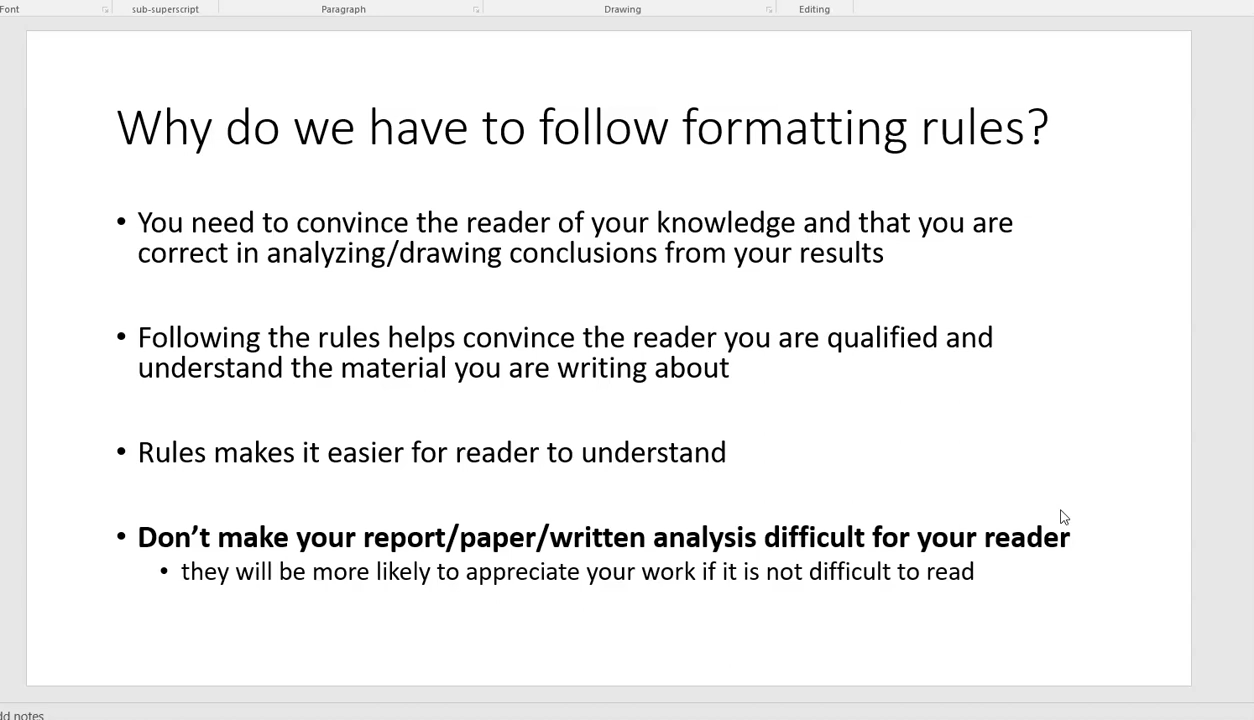 Font sub-superscript Paragraph Drawing Editing
Why do we have to follow formatting rules?
• You need to convince the reader of your knowledge and that you are
correct in analyzing/drawing conclusions from your results
• Following the rules helps convince the reader you are qualified and
understand the material you are writing about
• Rules makes it easier for reader to understand
• Don’t make your report/paper/written analysis difficult for your reader
• they will be more likely to appreciate your work if it is not difficult to read
dd notes